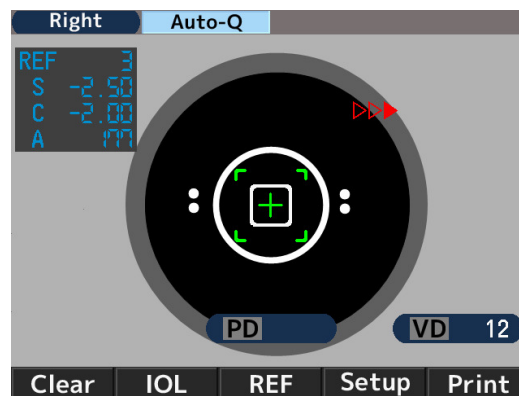 Right Auto-Q
REF 3
S -2.50
C -2.00
A 177
PD VD 12
Clear IOL REF Setup Print